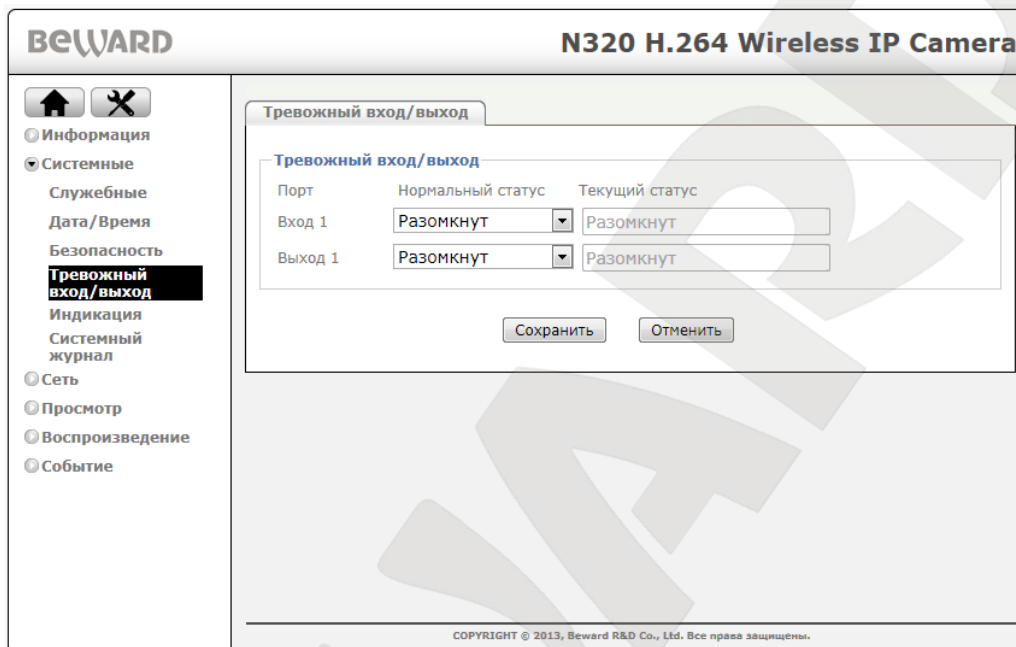 BEWARD
N320 H.264 Wireless IP Camera
Информация
Системные
Служебные
Дата/Время
Безопасность
Тревожный
вход/выход
Индикация
Системный
журнал
Сеть
Просмотр
Воспроизведение
Событие
Тревожный вход/выход
Тревожный вход/выход
Порт Нормальный статус Текущий статус
Вход 1 Разомкнут Разомкнут
Выход 1 Разомкнут Разомкнут
Сохранить Отменить
COPYRIGHT © 2013, Beward R&D Co., Ltd. Все права защищены.